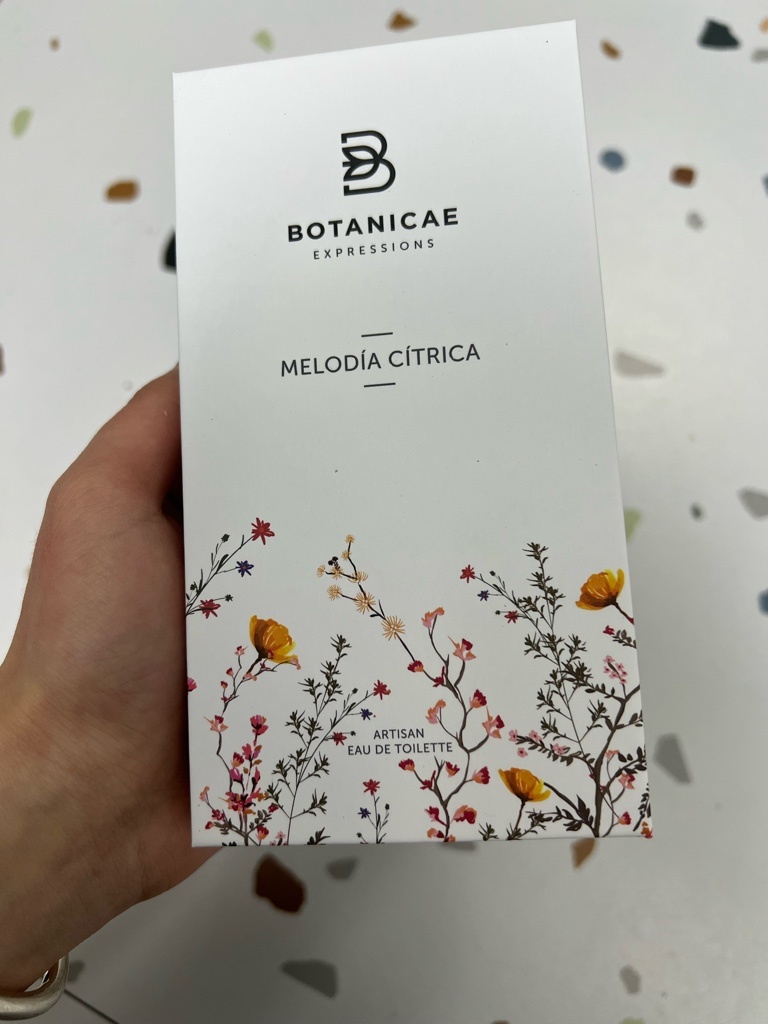 BOTANICAE
EXPRESSIONS
MELODÍA CÍTRICA
ARTISAN
EAU DE TOILETTE